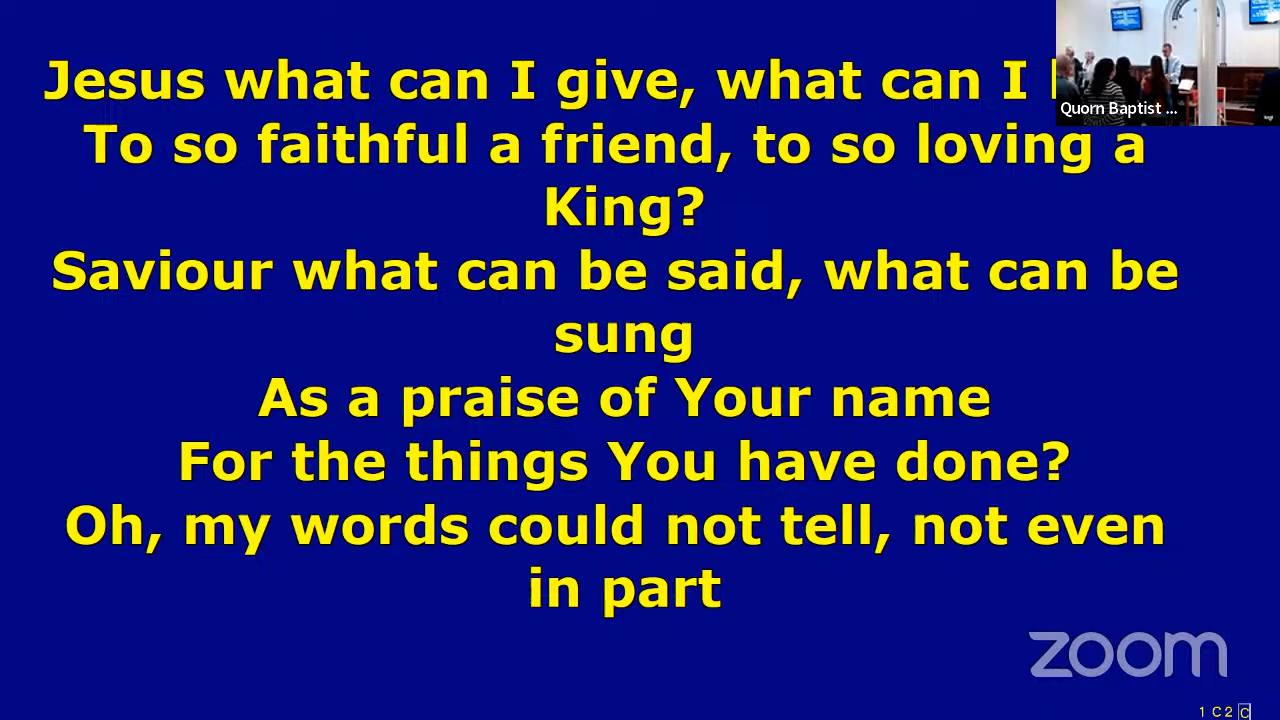 Jesus what can I give, what can I
To so faithful a friend, to so loving a
King?
Saviour what can be said, what can be
sung
As a praise of Your name
For the things You have done?
Oh, my words could not tell, not even
in part
Quorn Baptist ...
zoom
1 C 2 C